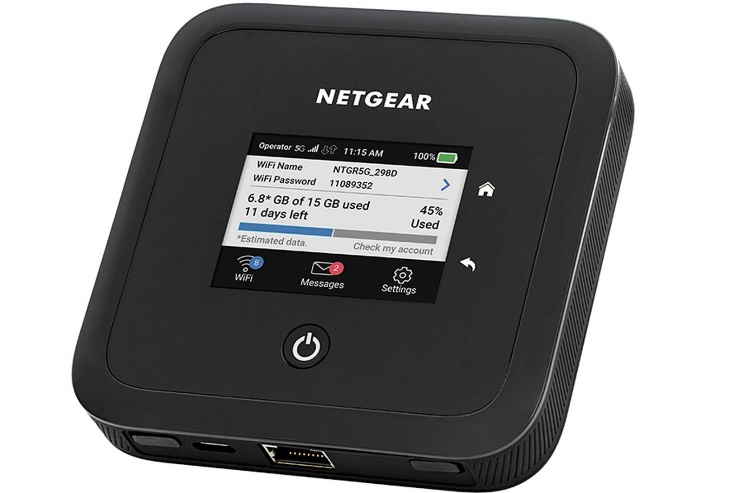 NETGEAR
Operator 5G 11:15 AM 100%
WiFi Name NTGR5G_298D
WiFi Password 11089352
6.8* GB of 15 GB used 45%
11 days left Used
*Estimated data. Check my account
8 2
WiFi Messages Settings